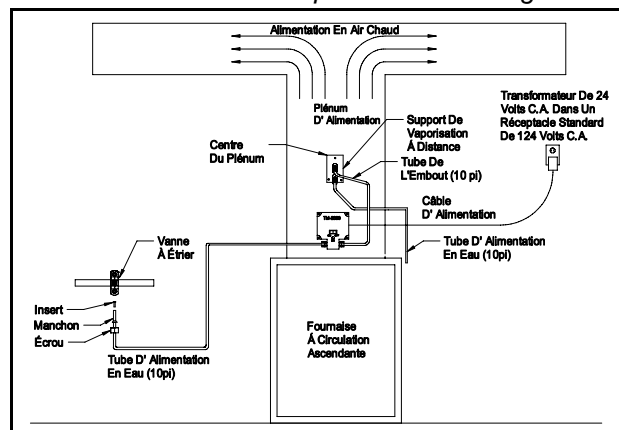 Alimentation En Air Chaud
Transformateur De 24
Volts C.A. Dans Un
Réceptacle Standard
De 124 Volts C.A.
Plénum
D' Alimentation
Support De
Vaporisation
Á Distance
Centre
Du Plénum
Tube De
L'Embout (10 pi)
Câble
D' Alimentation
Vanne
À Étrier
Tube D' Alimentation
En Eau (10pi)
Insert
Manchon
Écrou
Fournaise
Á Circulation
Ascendante
Tube D' Alimentation
En Eau (10pi)